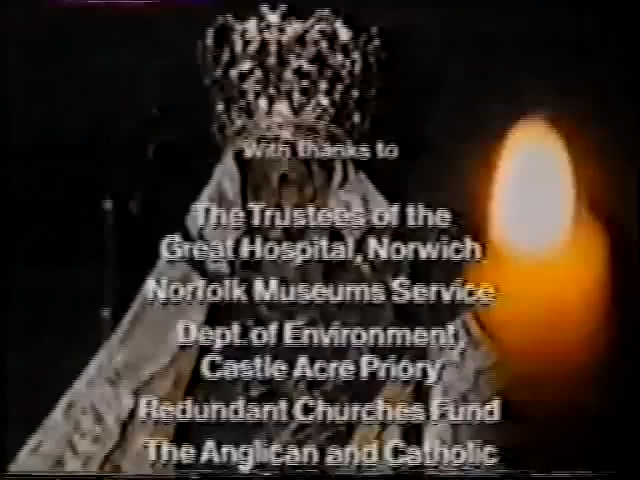 With thanks to
The Trustees of the
Great Hospital, Norwich
Norfolk Museums Service
Dept. of Environment,
Castle Acre Priory
Redundant Churches Fund
The Anglican and Catholic